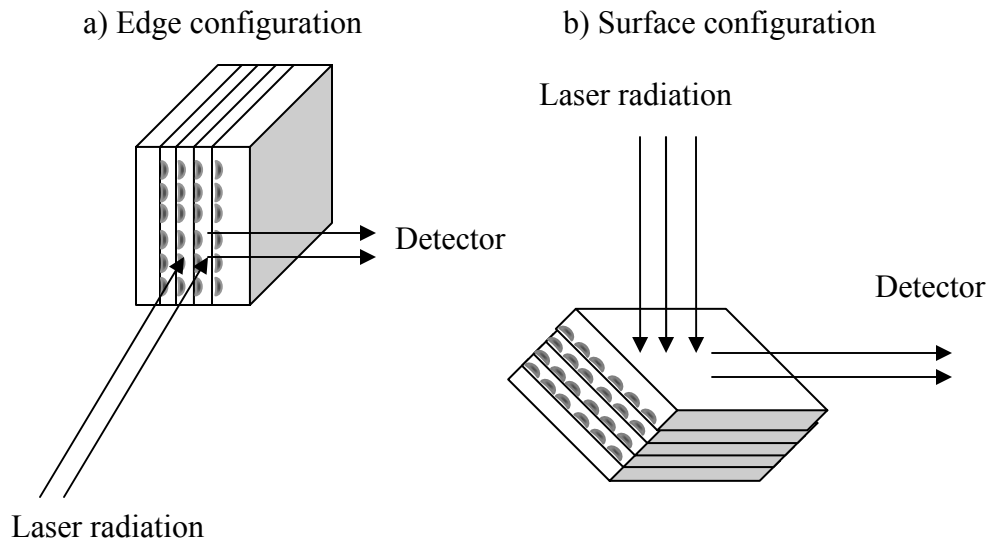 a) Edge configuration
b) Surface configuration
Laser radiation
Detector
Detector
Laser radiation